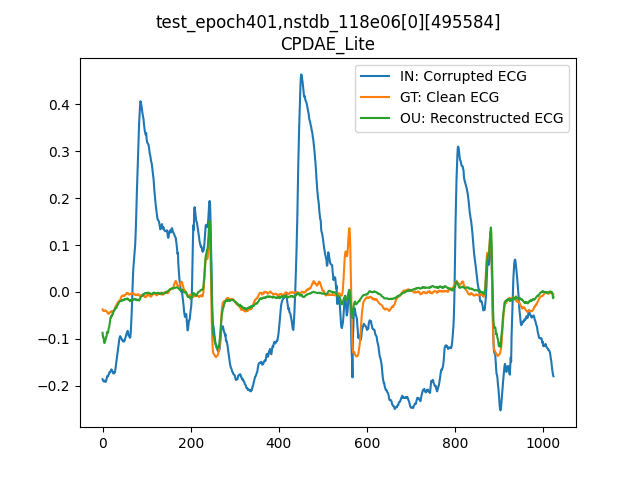 test_epoch401,nstdb_118e06[0][495584]
CPDAE_Lite
IN: Corrupted ECG
GT: Clean ECG
OU: Reconstructed ECG
0.4
0.3
0.2
0.1
0.0
−0.1
−0.2
0 200 400 600 800 1000